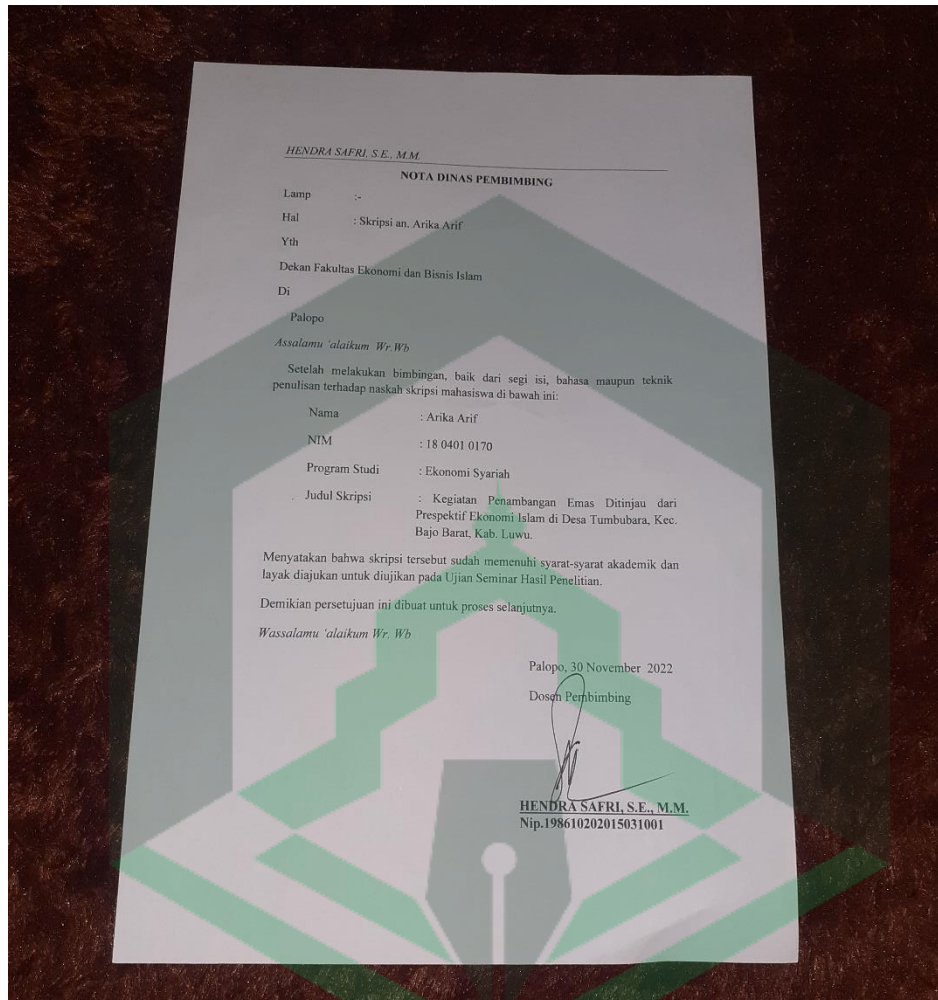 HENDRA SAFRI, S.E., M.M.
NOTA DINAS PEMBIMBING
Lamp :-
Hal : Skripsi an. Arika Arif
Yth
Dekan Fakultas Ekonomi dan Bisnis Islam
Di
Palopo
Assalamu 'alaikum Wr.Wb
Setelah melakukan bimbingan, baik dari segi isi, bahasa maupun teknik
penulisan terhadap naskah skripsi mahasiswa di bawah ini:
Nama : Arika Arif
NIM : 18 0401 0170
Program Studi : Ekonomi Syariah
Judul Skripsi : Kegiatan Penambangan Emas Ditinjau dari
Prespektif Ekonomi Islam di Desa Tumbubara, Kec.
Bajo Barat, Kab. Luwu.
Menyatakan bahwa skripsi tersebut sudah memenuhi syarat-syarat akademik dan
layak diajukan untuk diujikan pada Ujian Seminar Hasil Penelitian.
Demikian persetujuan ini dibuat untuk proses selanjutnya.
Wassalamu 'alaikum Wr. Wb
Palopo, 30 November 2022
Dosen Pembimbing
HENDRA SAFRI, S.E., M.M.
Nip.198610202015031001